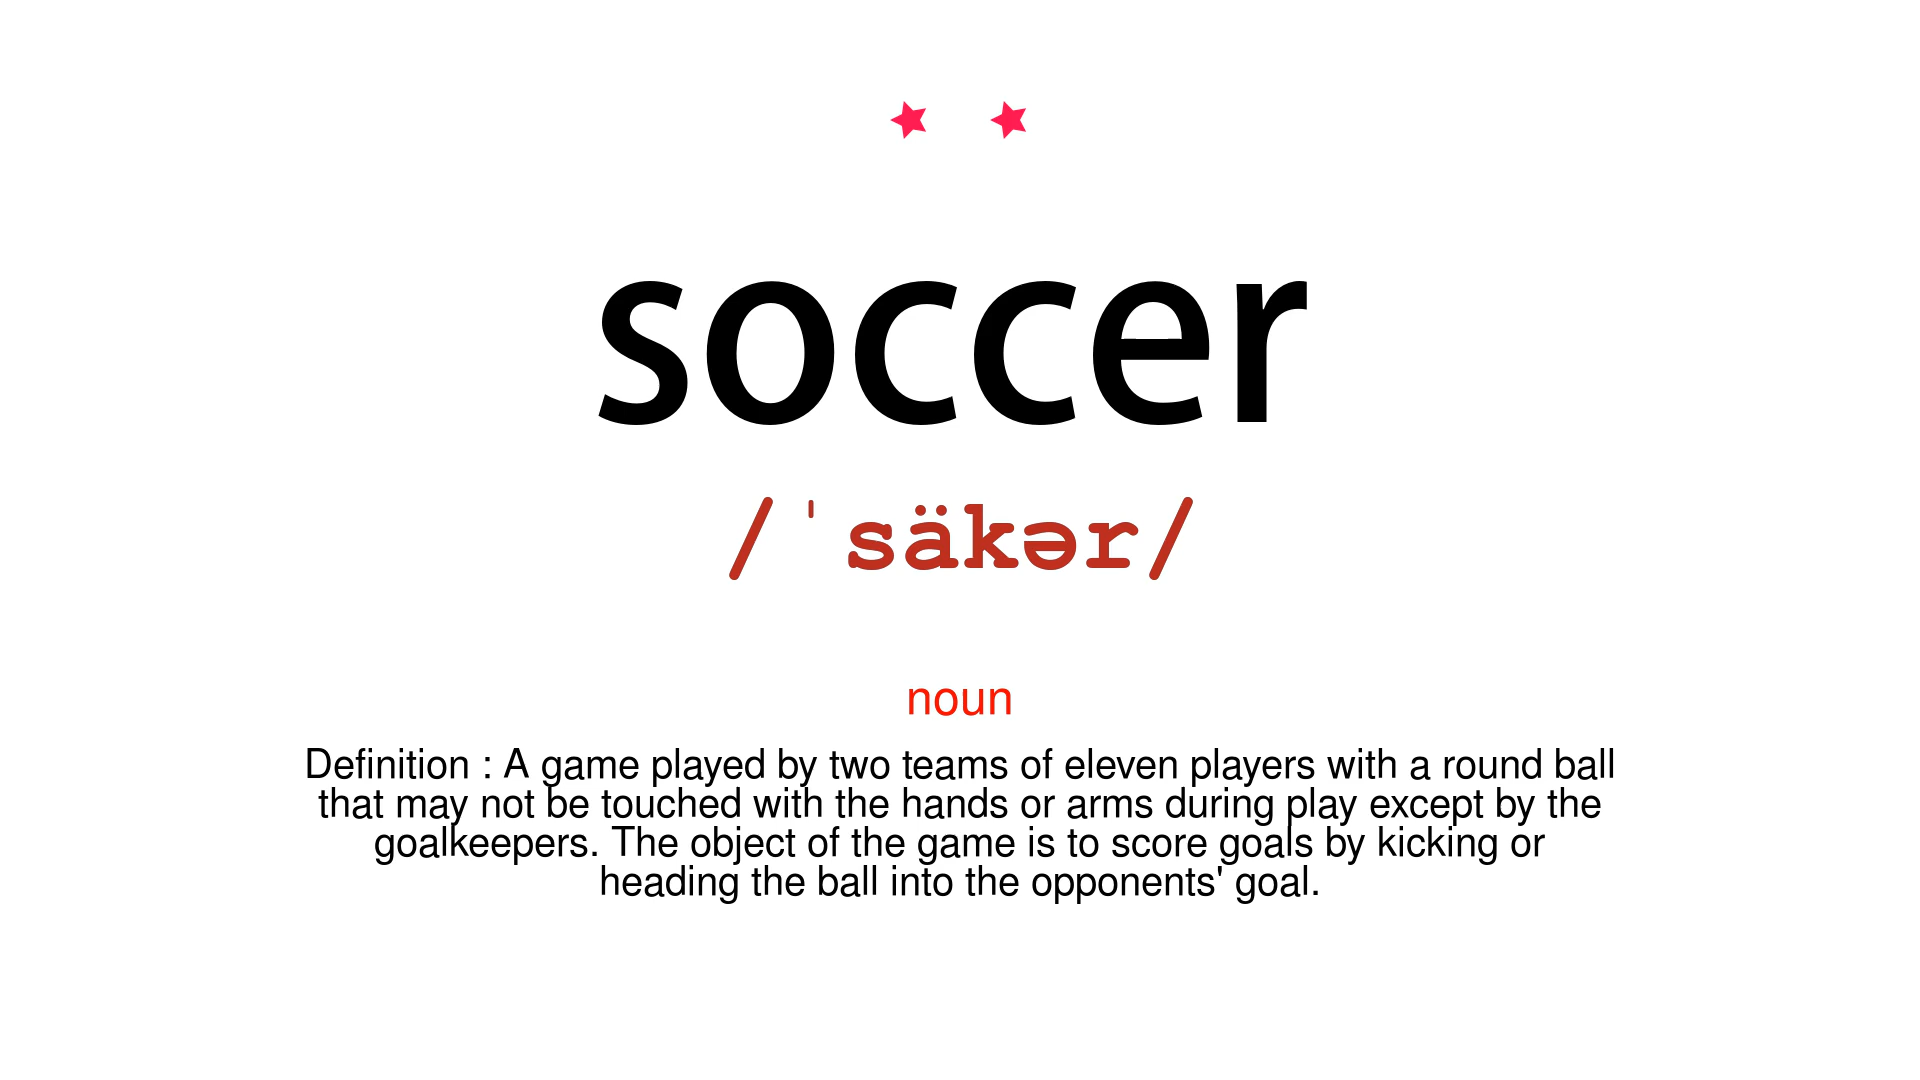 soccer
/ˈsäkər/
noun
Definition : A game played by two teams of eleven players with a round ball
that may not be touched with the hands or arms during play except by the
goalkeepers. The object of the game is to score goals by kicking or
heading the ball into the opponents' goal.